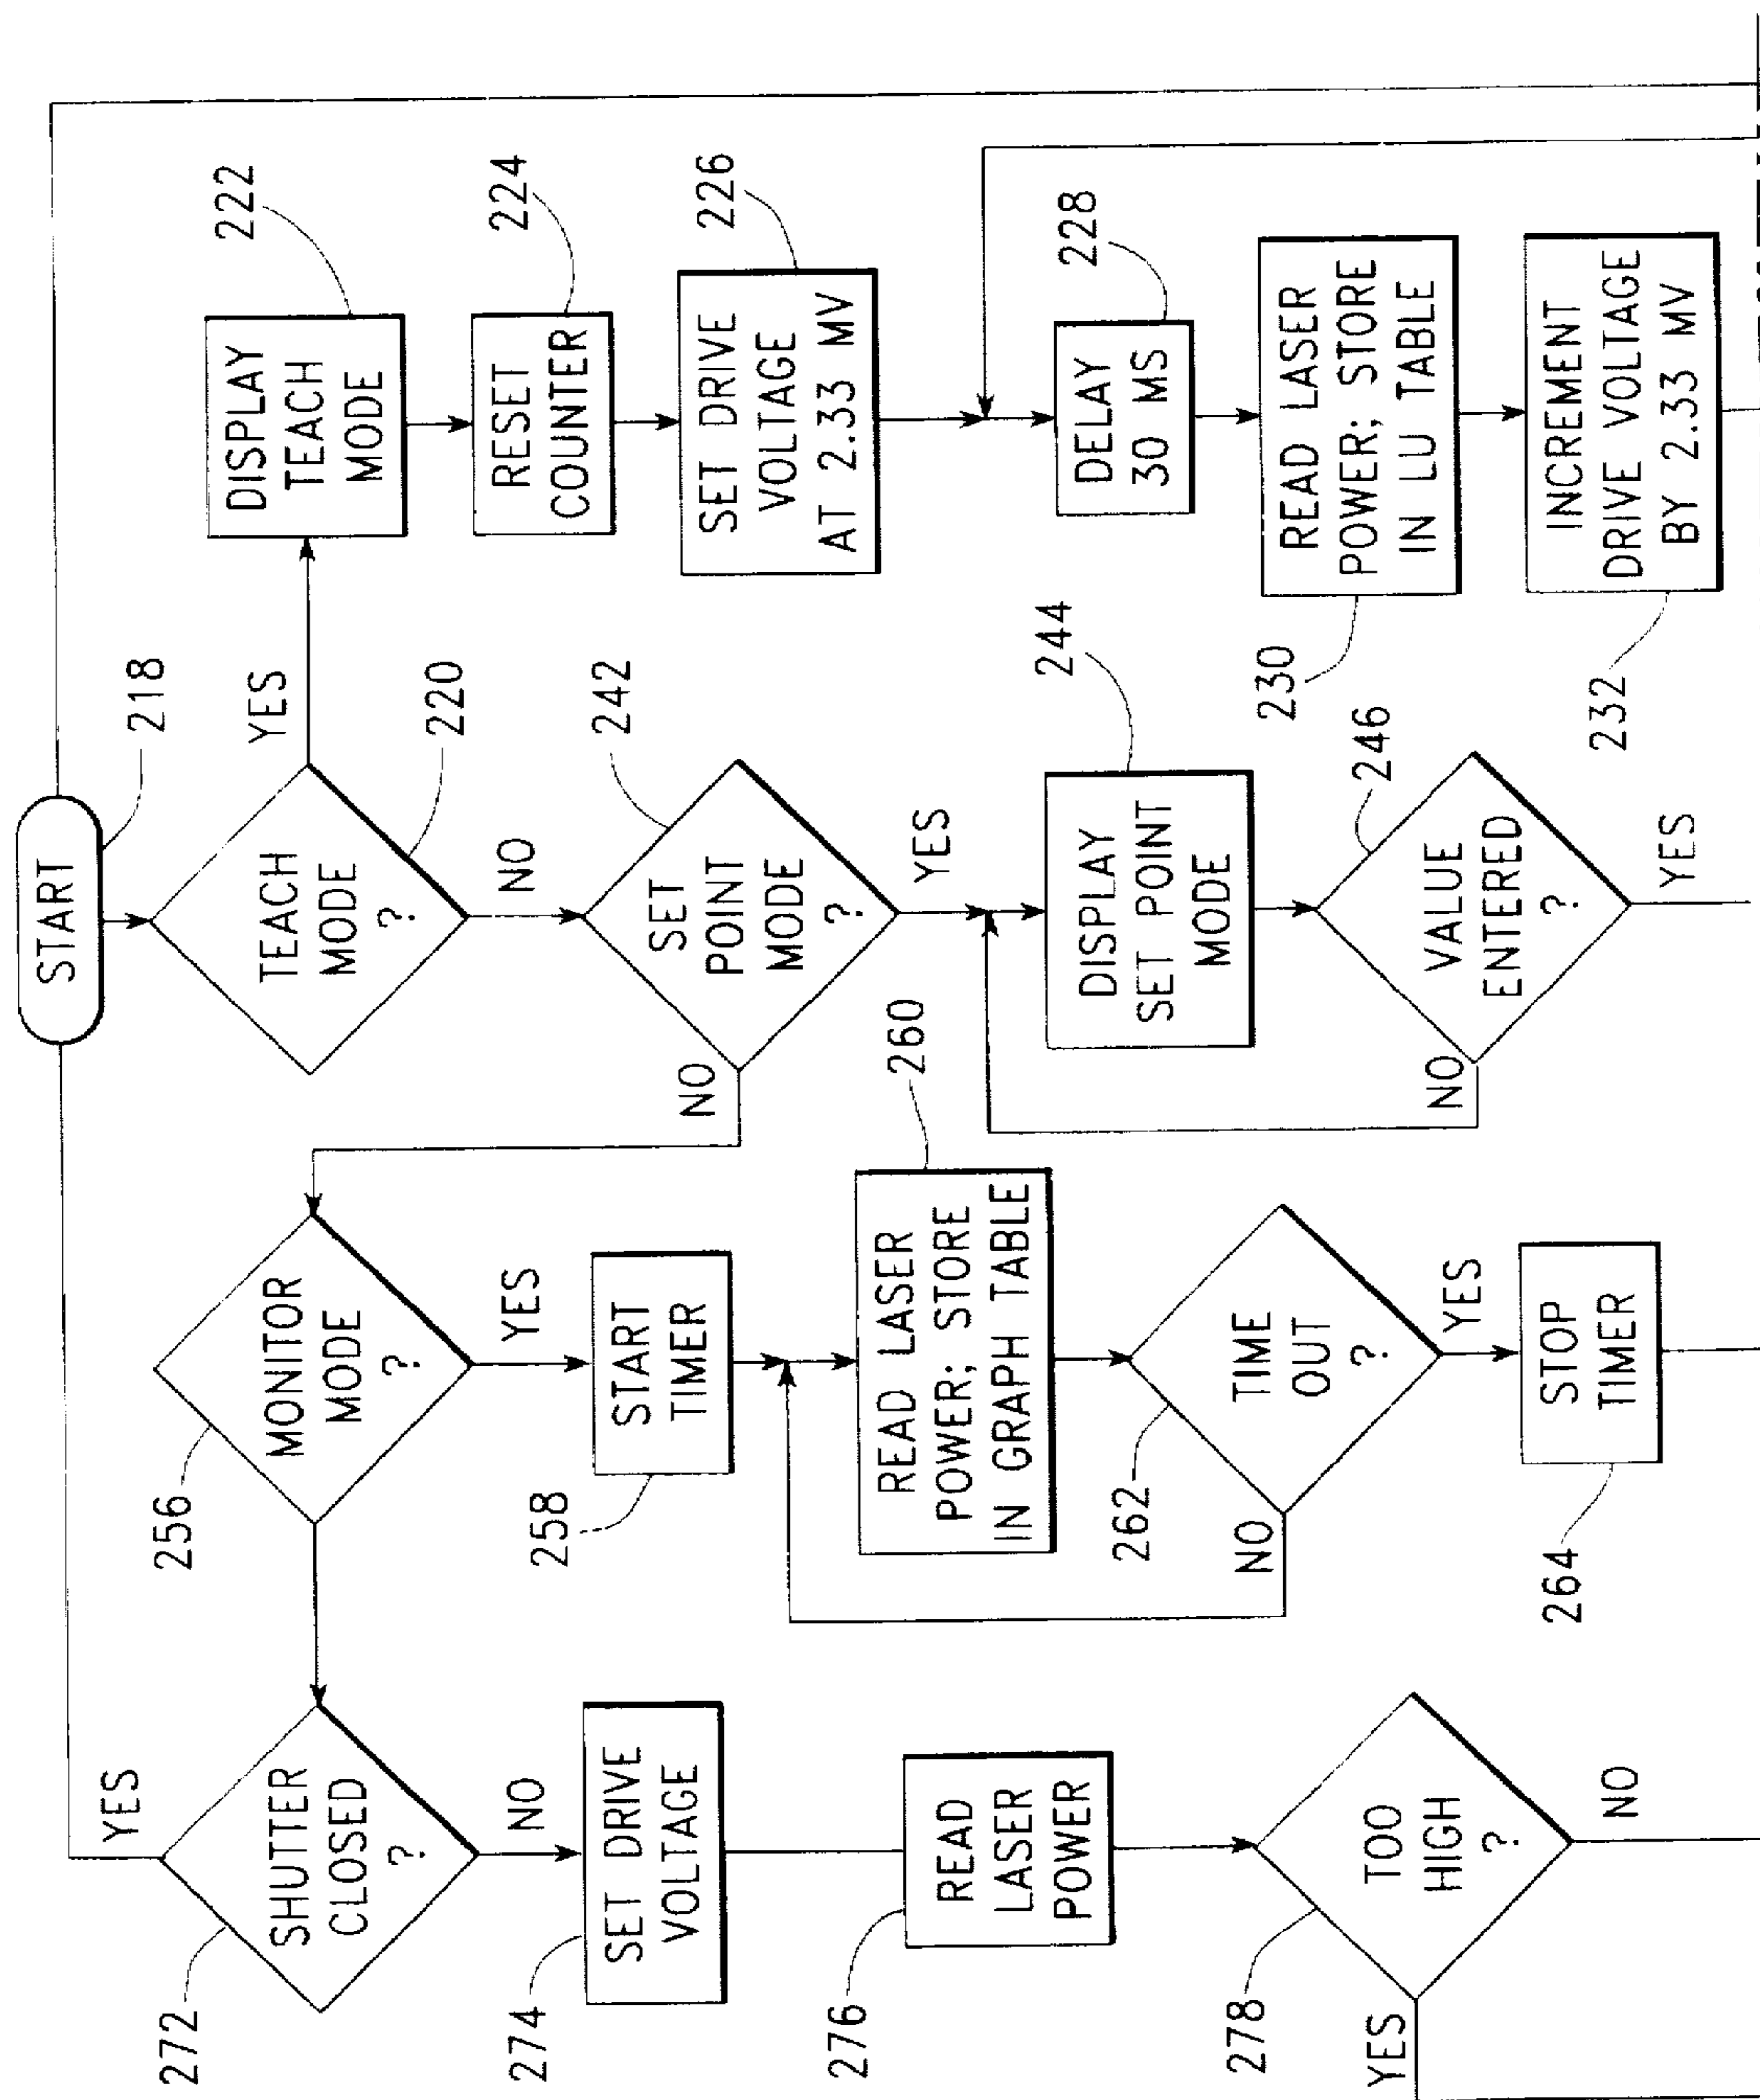 START
218
TEACH
MODE
?
220
YES
NO
DISPLAY
TEACH
MODE
222
RESET
COUNTER
224
SET DRIVE
VOLTAGE
AT 2.33 MV
226
DELAY
30 MS
228
READ LASER
POWER; STORE
IN LU TABLE
230
INCREMENT
DRIVE VOLTAGE
BY 2.33 MV
232
SET
POINT
MODE
?
242
YES
NO
DISPLAY
SET POINT
MODE
244
VALUE
ENTERED
?
246
NO
YES
MONITOR
MODE
?
256
YES
START
TIMER
258
READ LASER
POWER; STORE
IN GRAPH TABLE
260
TIME
OUT
?
262
NO
YES
STOP
TIMER
264
SHUTTER
CLOSED
?
272
YES
NO
SET DRIVE
VOLTAGE
274
READ
LASER
POWER
276
TOO
HIGH
?
278
YES
NO